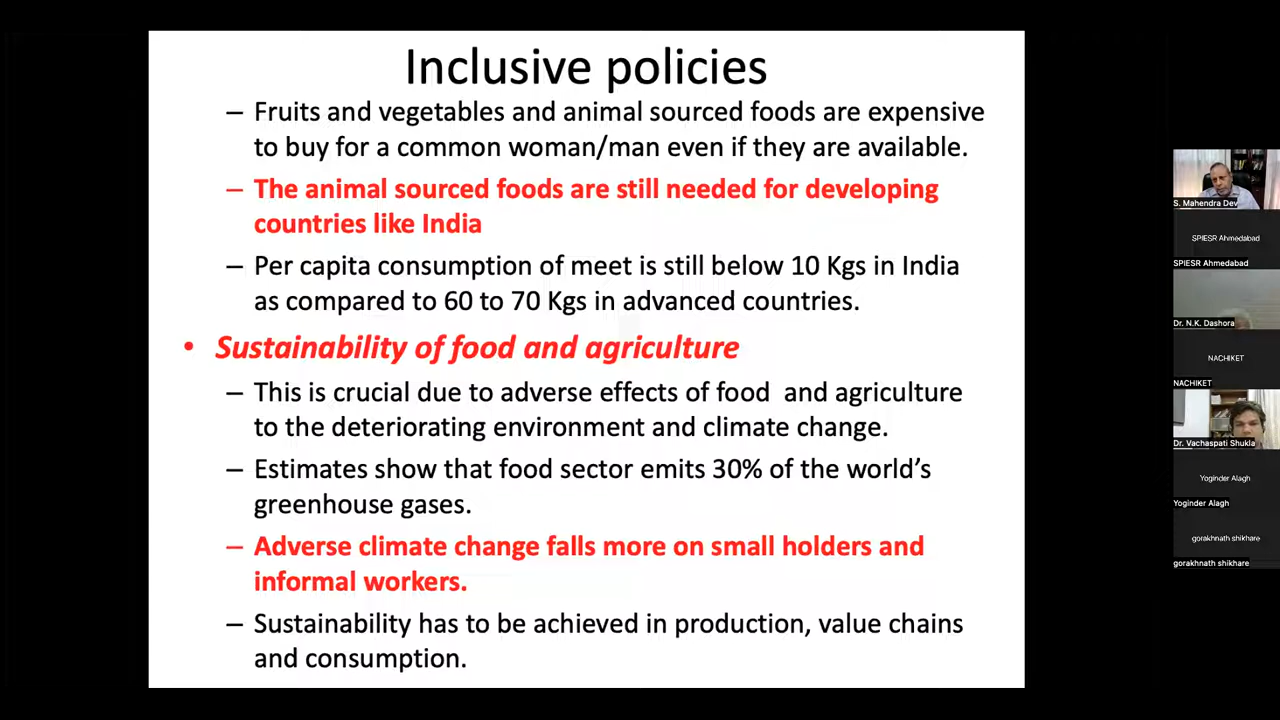 Inclusive policies
– Fruits and vegetables and animal sourced foods are expensive
to buy for a common woman/man even if they are available.
– The animal sourced foods are still needed for developing
countries like India
– Per capita consumption of meet is still below 10 Kgs in India
as compared to 60 to 70 Kgs in advanced countries.
• Sustainability of food and agriculture
– This is crucial due to adverse effects of food and agriculture
to the deteriorating environment and climate change.
– Estimates show that food sector emits 30% of the world’s
greenhouse gases.
– Adverse climate change falls more on small holders and
informal workers.
– Sustainability has to be achieved in production, value chains
and consumption.
S. Mahendra Dev
SPIESR Ahmedabad
SPIESR Ahmedabad
Dr. N.K. Dashora
NACHIKET
NACHIKET
Dr. Vachaspati Shukla
Yoginder Alagh
Yoginder Alagh
gorakhnath shikhare
gorakhnath shikhare